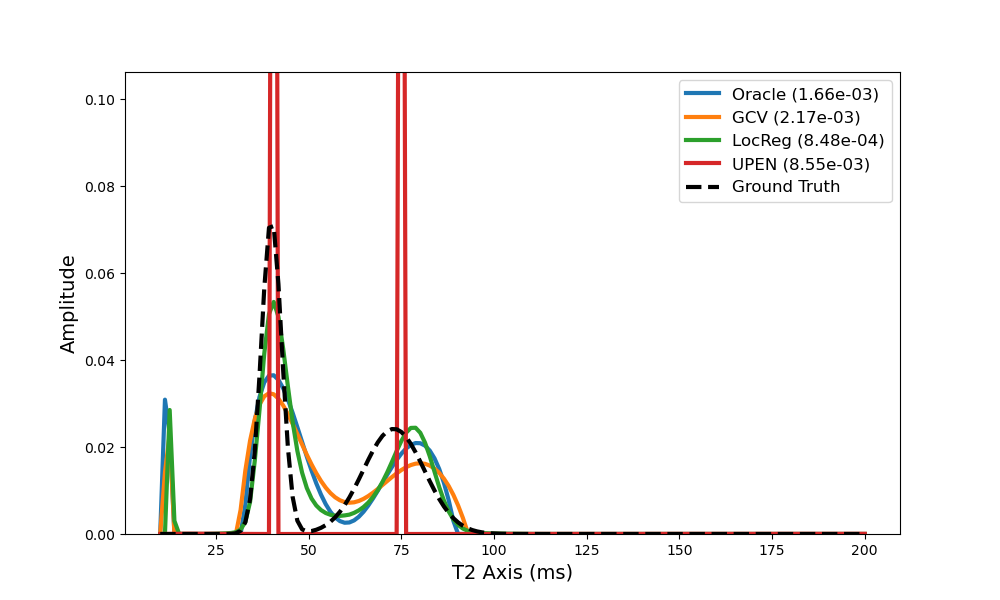 Oracle (1.66e-03)
GCV (2.17e-03)
LocReg (8.48e-04)
UPEN (8.55e-03)
Ground Truth
Amplitude
0.10
0.08
0.06
0.04
0.02
0.00
25 50 75 100 125 150 175 200
T2 Axis (ms)